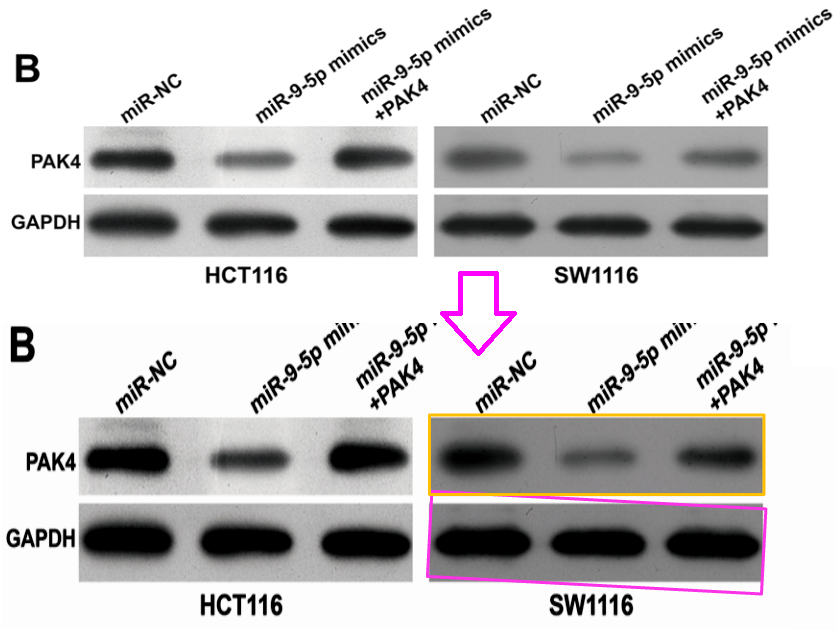 B
miR-NC
miR-9-5p mimics
miR-9-5p mimics
+PAK4
miR-NC
miR-9-5p mimics
miR-9-5p mimics
+PAK4
PAK4
GAPDH
HCT116
SW1116
B
miR-NC
miR-9-5p mimi
miR-9-5p
+PAK4
miR-NC
miR-9-5p mim
miR-9-5p
+PAK4
PAK4
GAPDH
HCT116
SW1116